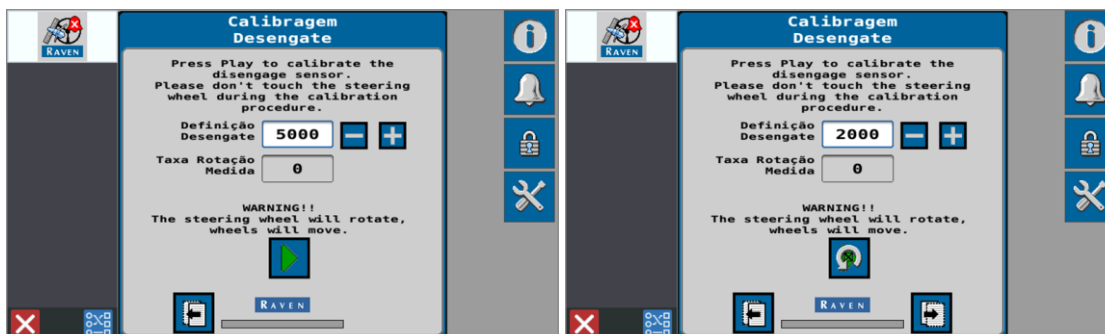 RAVEN
Calibragem
Desengate
Press Play to calibrate the
disengage sensor.
Please don't touch the steering
wheel during the calibration
procedure.
Definição
Desengate
5000
Taxa Rotação
Medida
0
WARNING!!
The steering wheel will rotate,
wheels will move.
RAVEN
RAVEN
Calibragem
Desengate
Press Play to calibrate the
disengage sensor.
Please don't touch the steering
wheel during the calibration
procedure.
Definição
Desengate
2000
Taxa Rotação
Medida
0
WARNING!!
The steering wheel will rotate,
wheels will move.
RAVEN